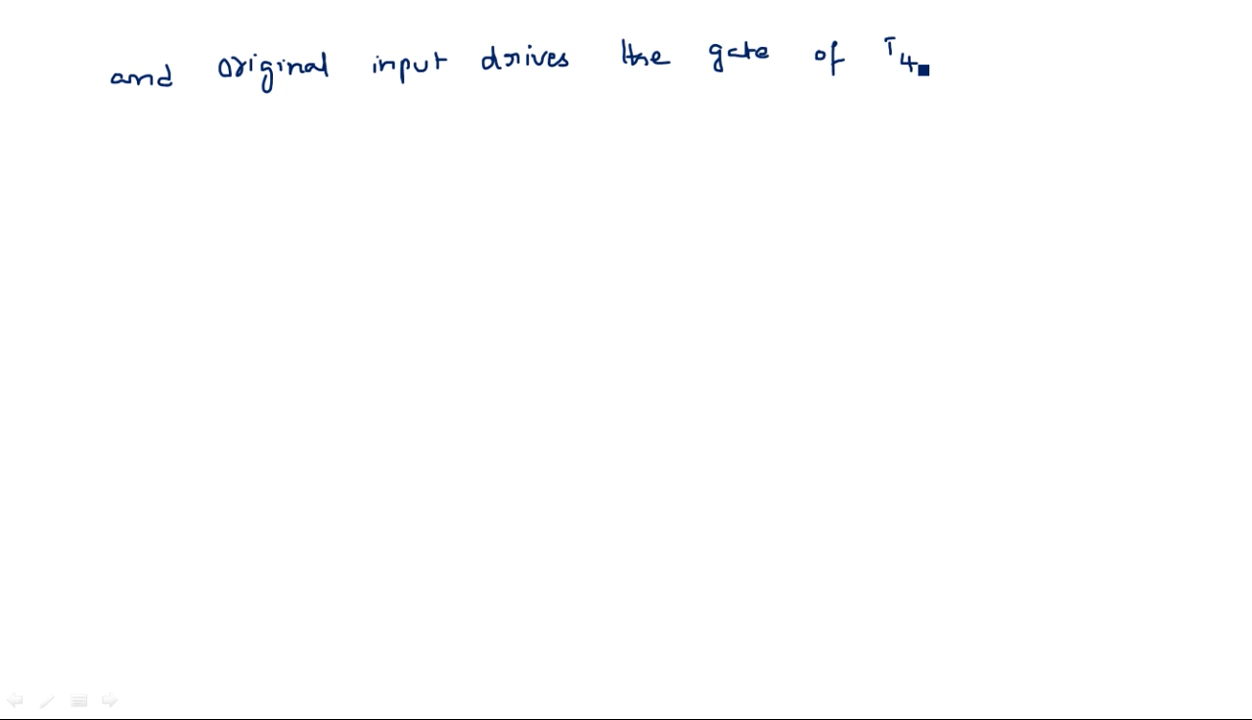 and original input drives the gate of T4